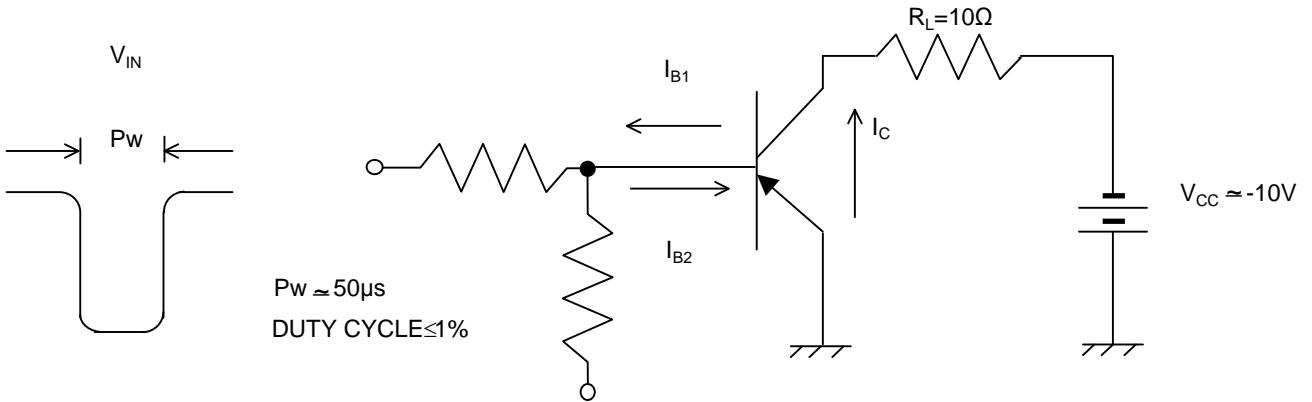 V_IN
Pw
Pw ≃ 50µs
DUTY CYCLE≤1%
I_B1
I_B2
I_C
R_L=10Ω
V_CC ≃ -10V